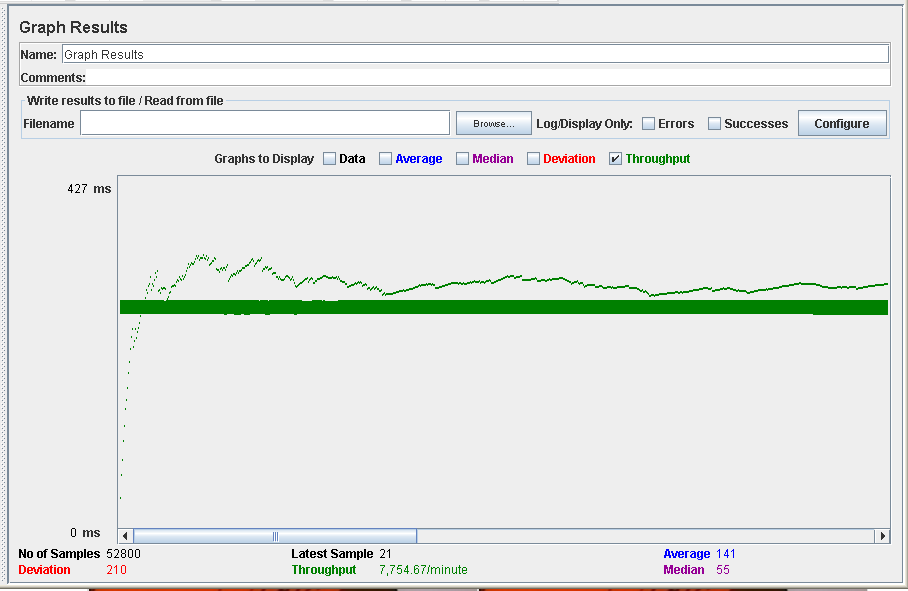 Graph Results
Name: Graph Results
Comments:
Write results to file / Read from file
Filename Browse... Log/Display Only: Errors Successes Configure
Graphs to Display Data Average Median Deviation Throughput
427 ms
0 ms
No of Samples 52800 Latest Sample 21 Average 141
Deviation 210 Throughput 7,754.67/minute Median 55